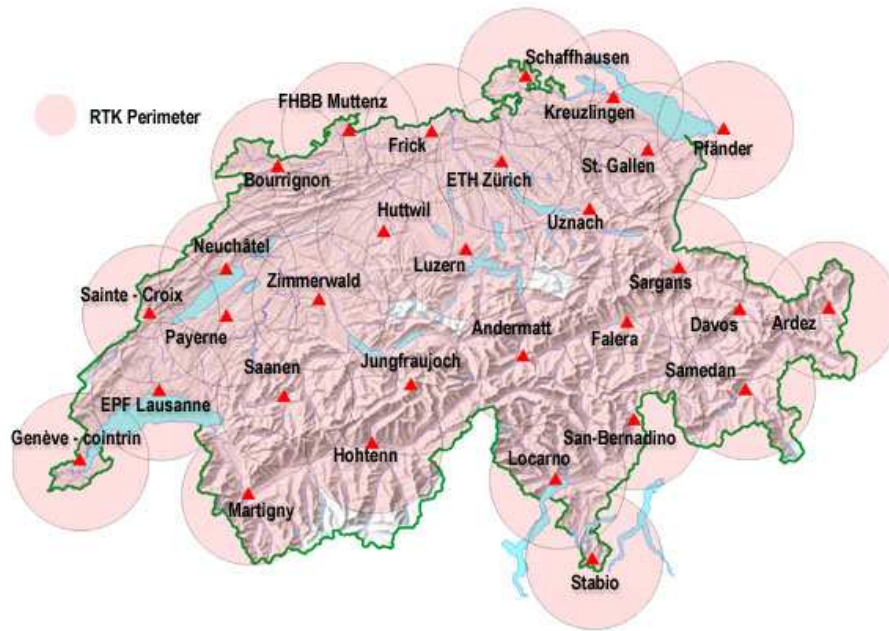 Schaffhausen
FHBB Muttenz
Kreuzlingen
RTK Perimeter
Frick
Pfänder
Bourrignon
ETH Zürich
St. Gallen
Huttwil
Uznach
Neuchâtel
Luzern
Zimmerwald
Sargans
Sainte - Croix
Payerne
Andermatt
Falera
Davos
Ardez
Saanen
Jungfraujoch
Samedan
EPF Lausanne
Genève - cointrin
San-Bernadino
Hohtenn
Locarno
Martigny
Stabio